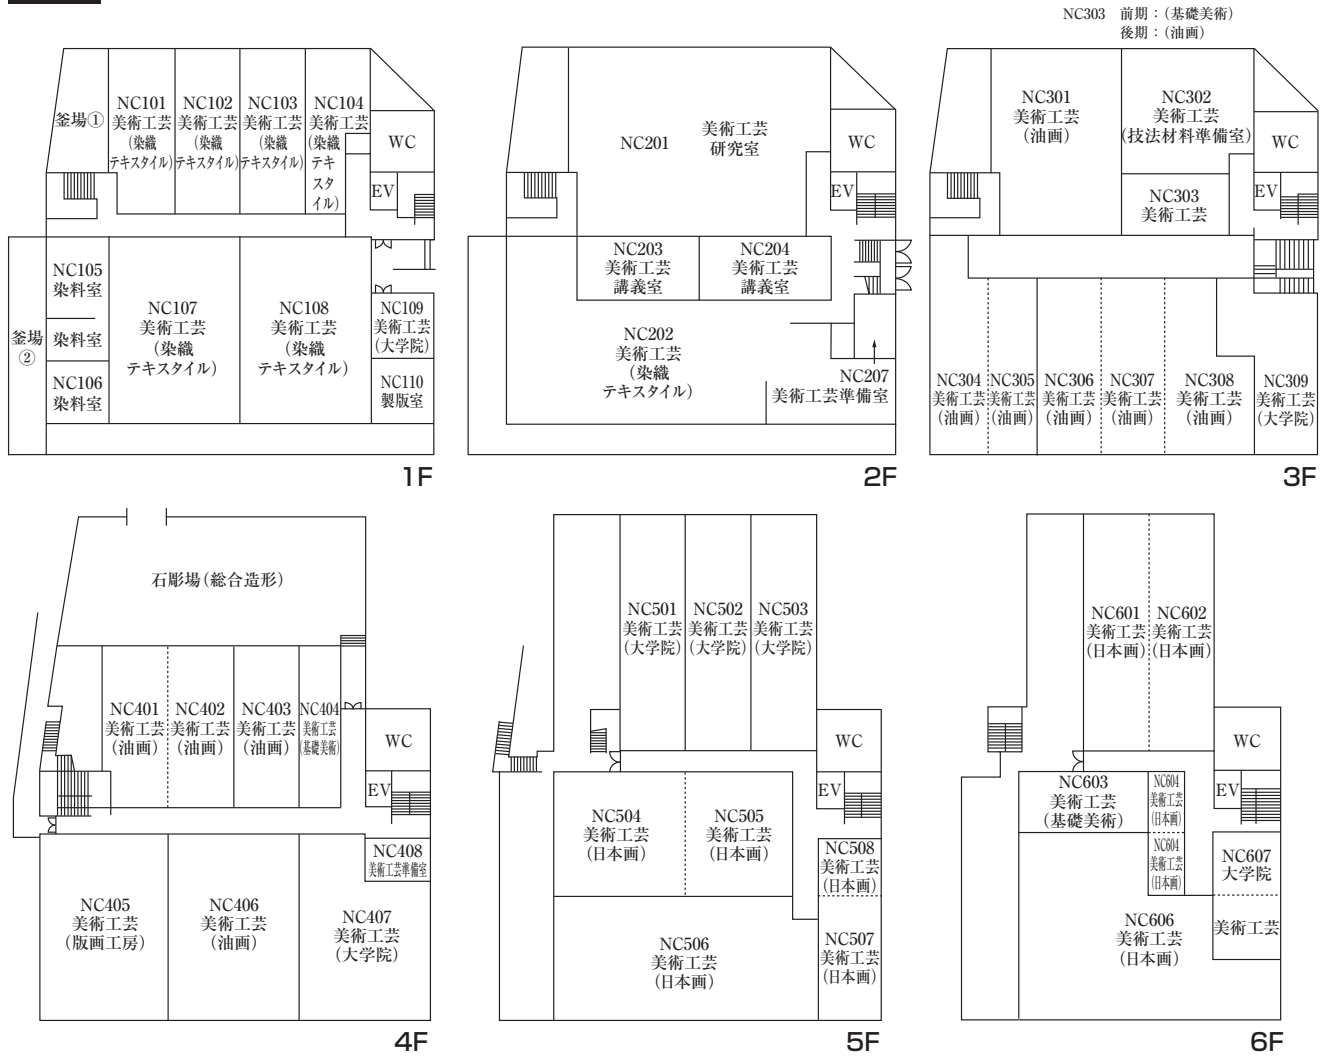 NC303 前期：(基礎美術)
後期：(油画)
釜場①
NC101
美術工芸
(染織
テキスタイル)
NC102
美術工芸
(染織
テキスタイル)
NC103
美術工芸
(染織
テキスタイル)
NC104
美術工芸
(染織
テキ
スタ
イル)
WC
EV
釜場
②
NC105
染料室
染料室
NC106
染料室
NC107
美術工芸
(染織
テキスタイル)
NC108
美術工芸
(染織
テキスタイル)
NC109
美術工芸
(大学院)
NC110
製版室
1F
NC201
美術工芸
研究室
WC
EV
NC203
美術工芸
講義室
NC204
美術工芸
講義室
NC202
美術工芸
(染織
テキスタイル)
NC207
美術工芸準備室
2F
NC301
美術工芸
(油画)
NC302
美術工芸
(技法材料準備室)
NC303
美術工芸
WC
EV
NC304
美術工芸
(油画)
NC305
美術工芸
(油画)
NC306
美術工芸
(油画)
NC307
美術工芸
(油画)
NC308
美術工芸
(油画)
NC309
美術工芸
(大学院)
3F
石彫場(総合造形)
NC401
美術工芸
(油画)
NC402
美術工芸
(油画)
NC403
美術工芸
(油画)
NC404
美術工芸
(基礎美術)
WC
EV
NC408
美術工芸準備室
NC405
美術工芸
(版画工房)
NC406
美術工芸
(油画)
NC407
美術工芸
(大学院)
4F
NC501
美術工芸
(大学院)
NC502
美術工芸
(大学院)
NC503
美術工芸
(大学院)
WC
EV
NC504
美術工芸
(日本画)
NC505
美術工芸
(日本画)
NC508
美術工芸
(日本画)
NC506
美術工芸
(日本画)
NC507
美術工芸
(日本画)
5F
NC601
美術工芸
(日本画)
NC602
美術工芸
(日本画)
WC
EV
NC603
美術工芸
(基礎美術)
NC604
美術工芸
(日本画)
NC604
美術工芸
(日本画)
NC607
大学院
美術工芸
NC606
美術工芸
(日本画)
6F